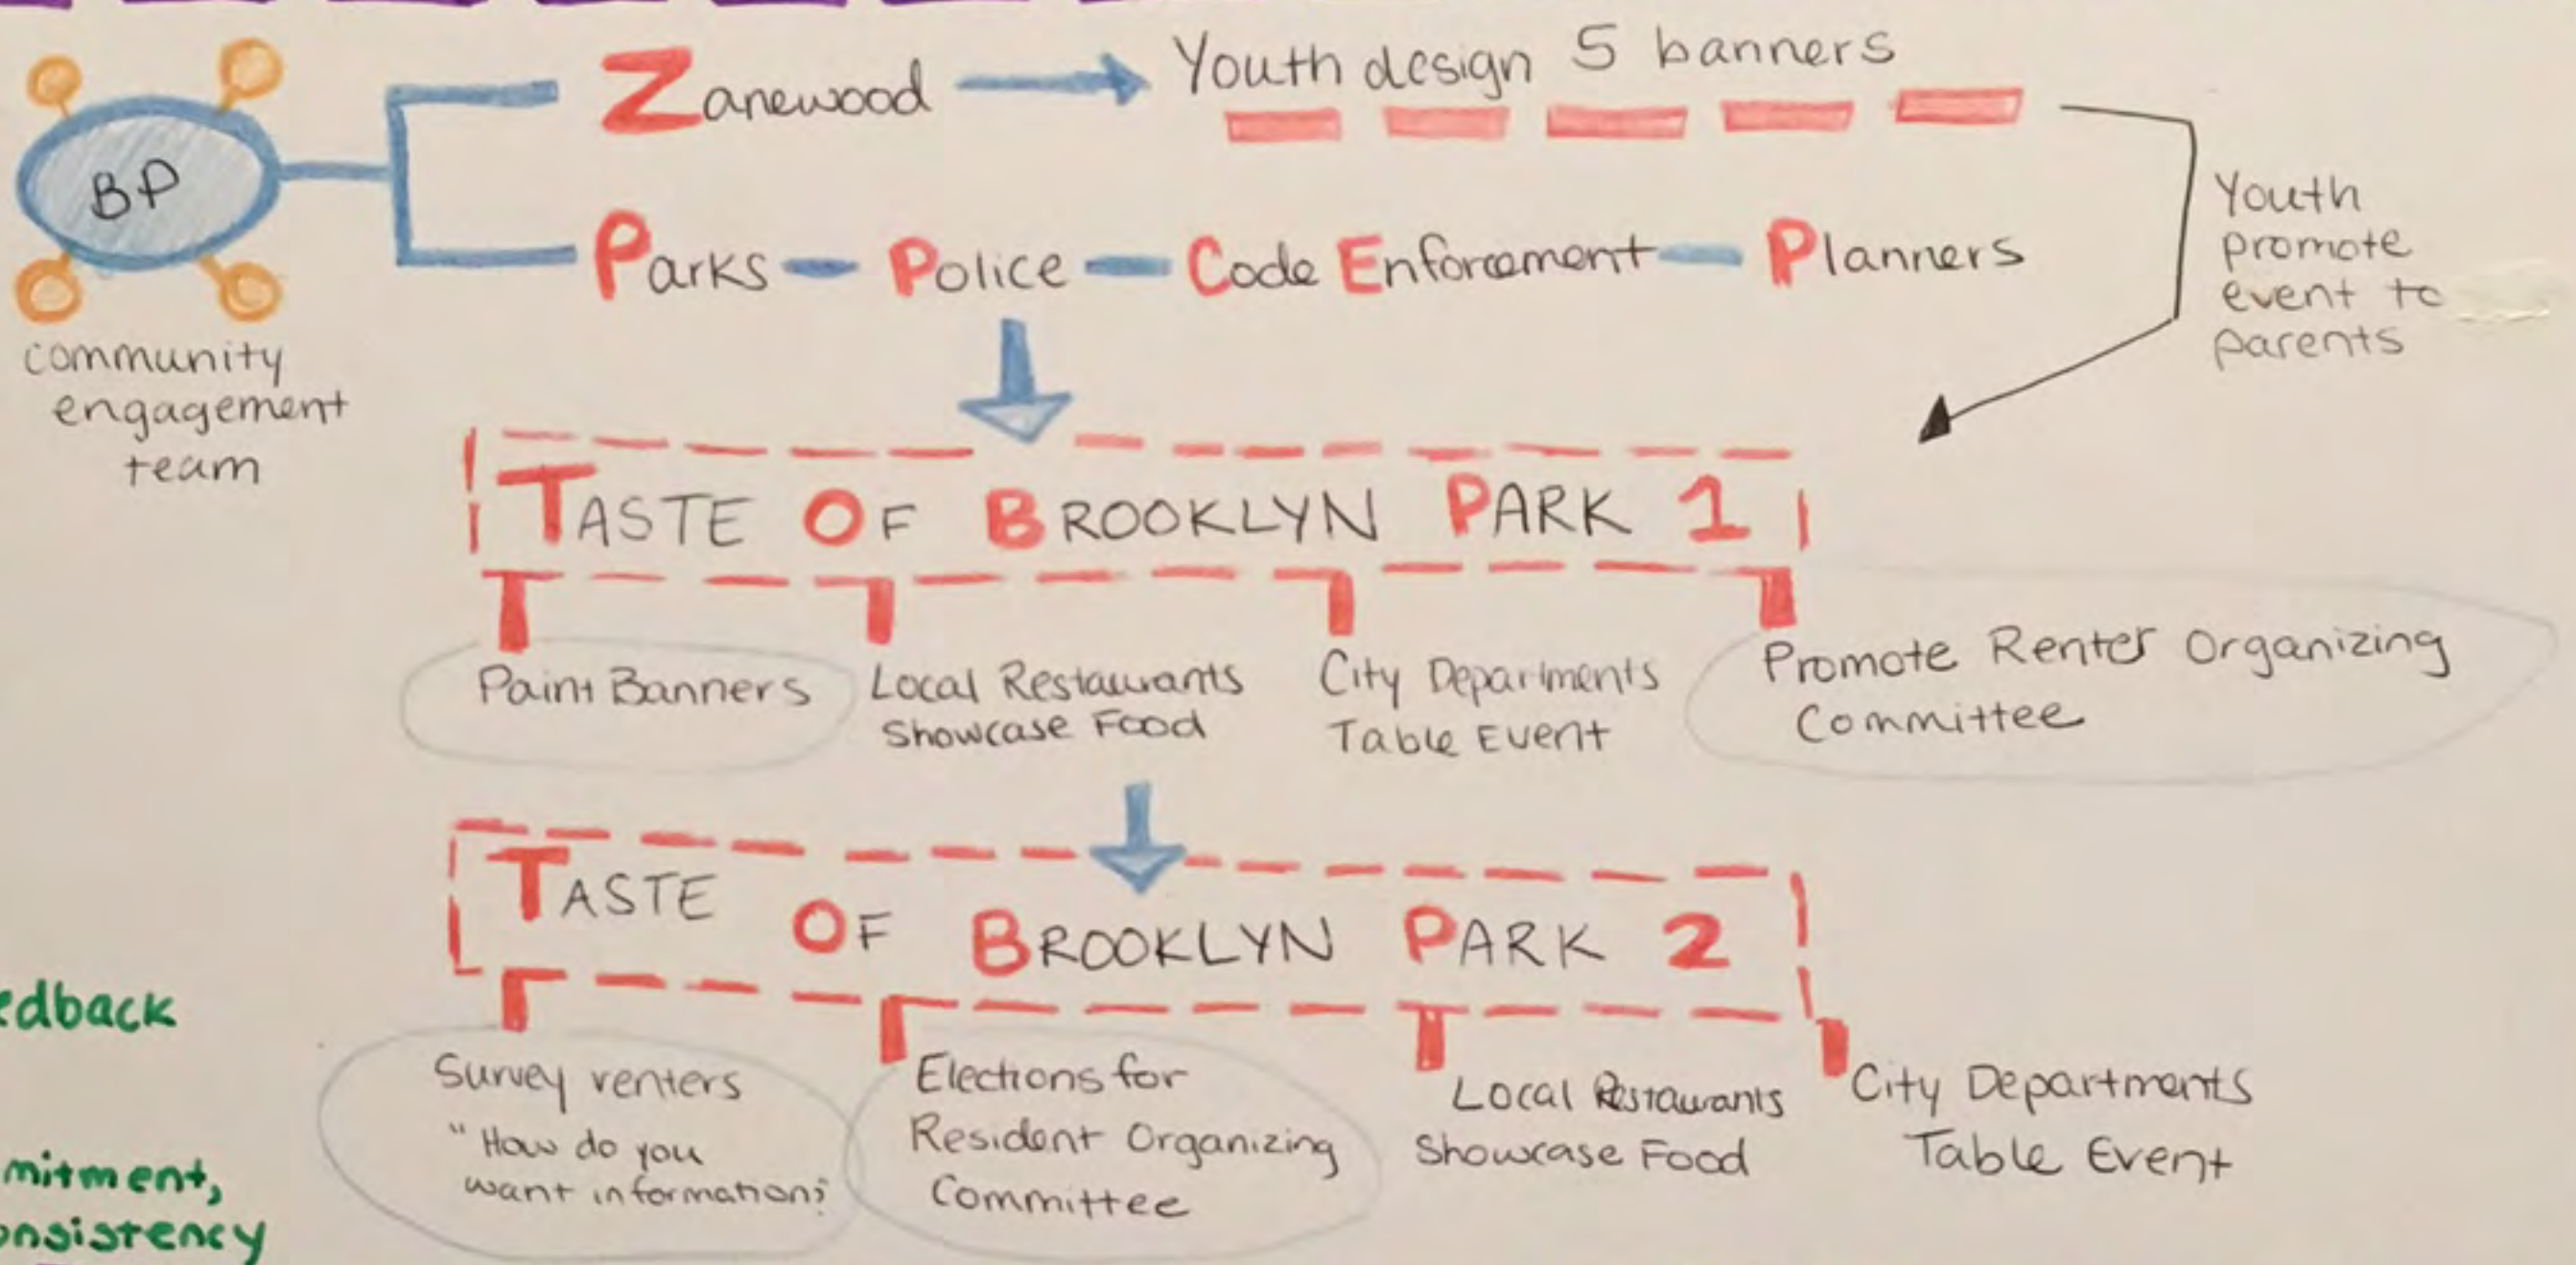 Zanewood
Youth design 5 banners
BP
Parks - Police - Code Enforcement - Planners
Youth
promote
event to
parents
community
engagement
team
TASTE OF BROOKLYN PARK 1
Paint Banners
Local Restaurants
Showcase Food
City Departments
Table Event
Promote Renter Organizing
Committee
TASTE OF BROOKLYN PARK 2
Survey renters
"How do you
want information?
Elections for
Resident Organizing
Committee
Local Restaurants
Showcase Food
City Departments
Table Event
edback
mitment,
onsistency